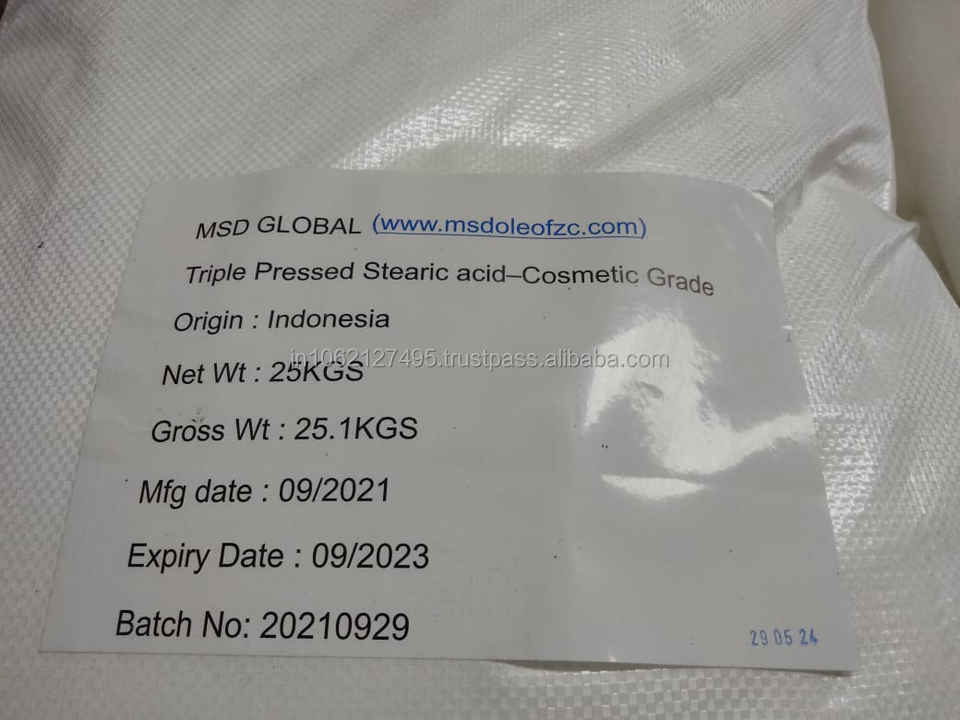 MSD GLOBAL (www.msdoleofzc.com)
Triple Pressed Stearic acid–Cosmetic Grade
Origin : Indonesia
in1062127495.trustpass.alibaba.com
Net Wt : 25KGS
Gross Wt : 25.1KGS
Mfg date : 09/2021
Expiry Date : 09/2023
Batch No: 20210929
29 05 24